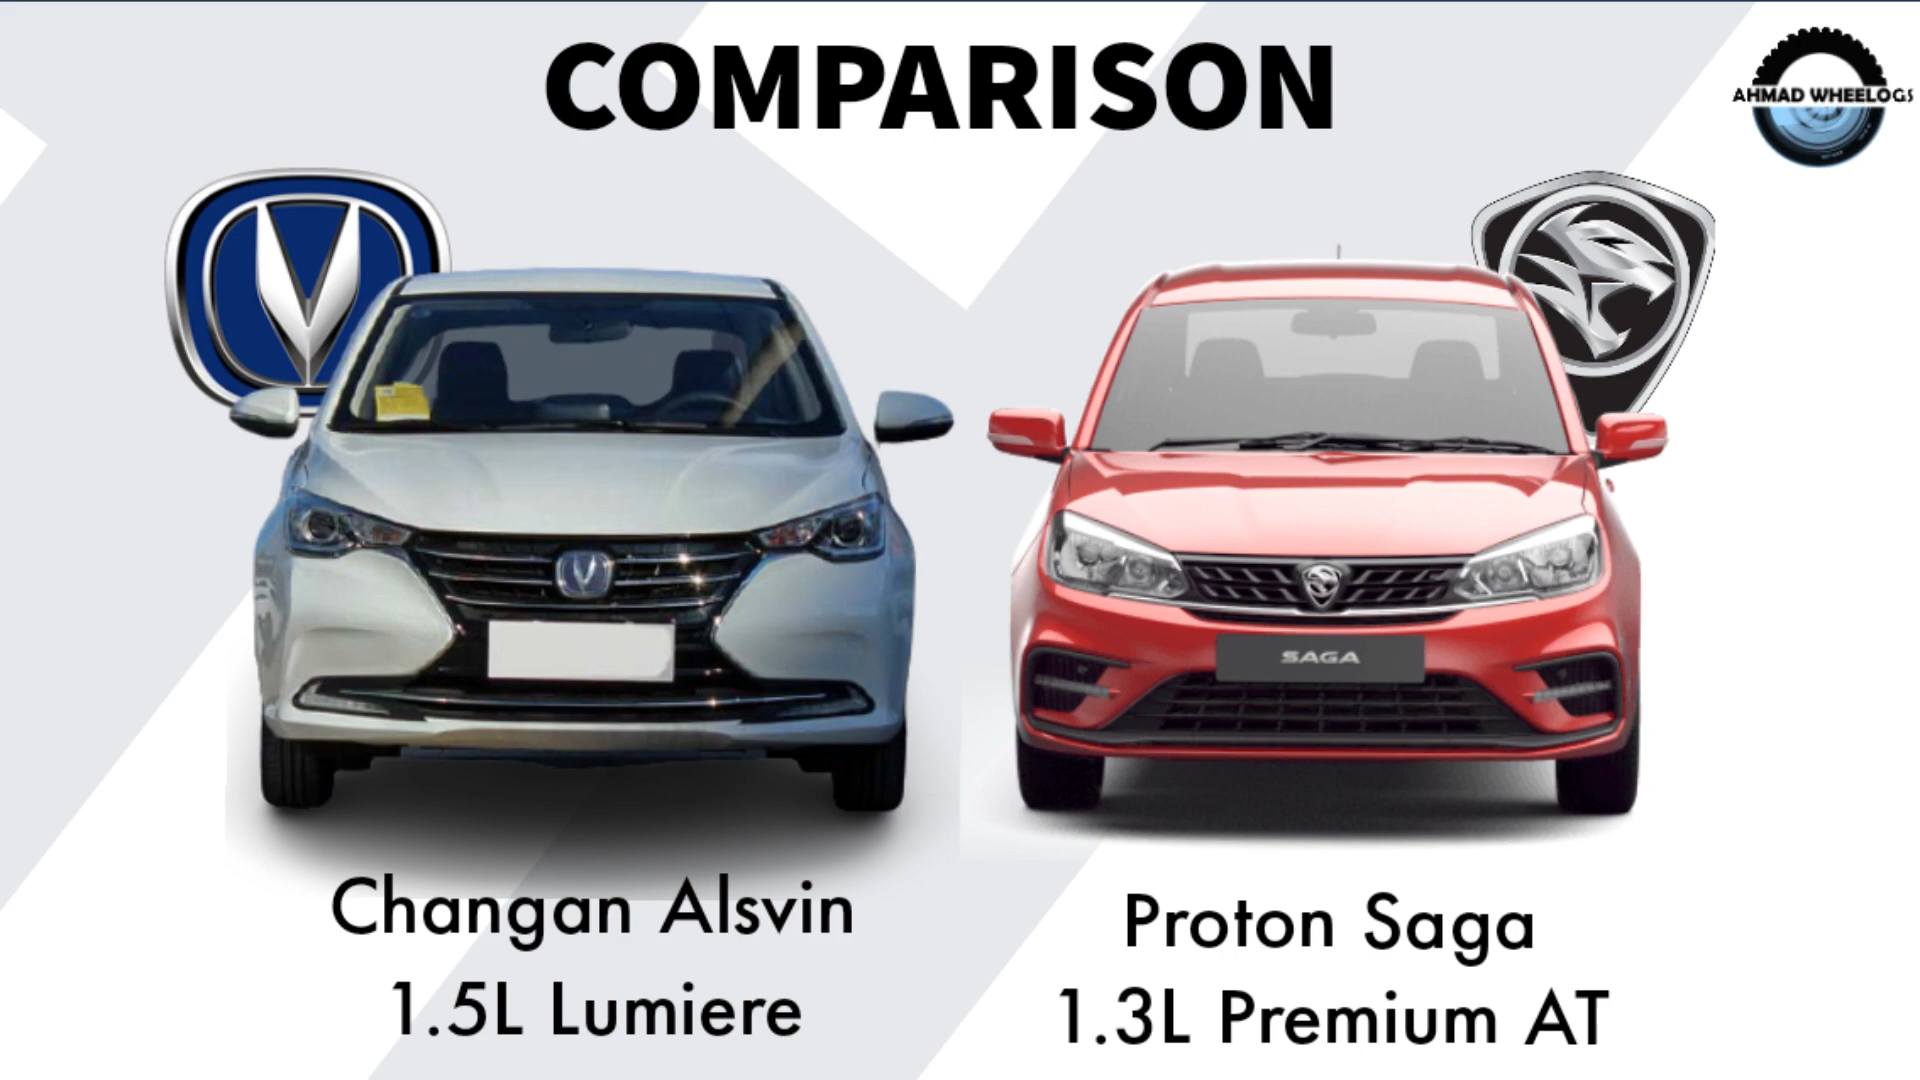 COMPARISON
AHMAD WHEELOGS
SAGA
Changan Alsvin
1.5L Lumiere
Proton Saga
1.3L Premium AT